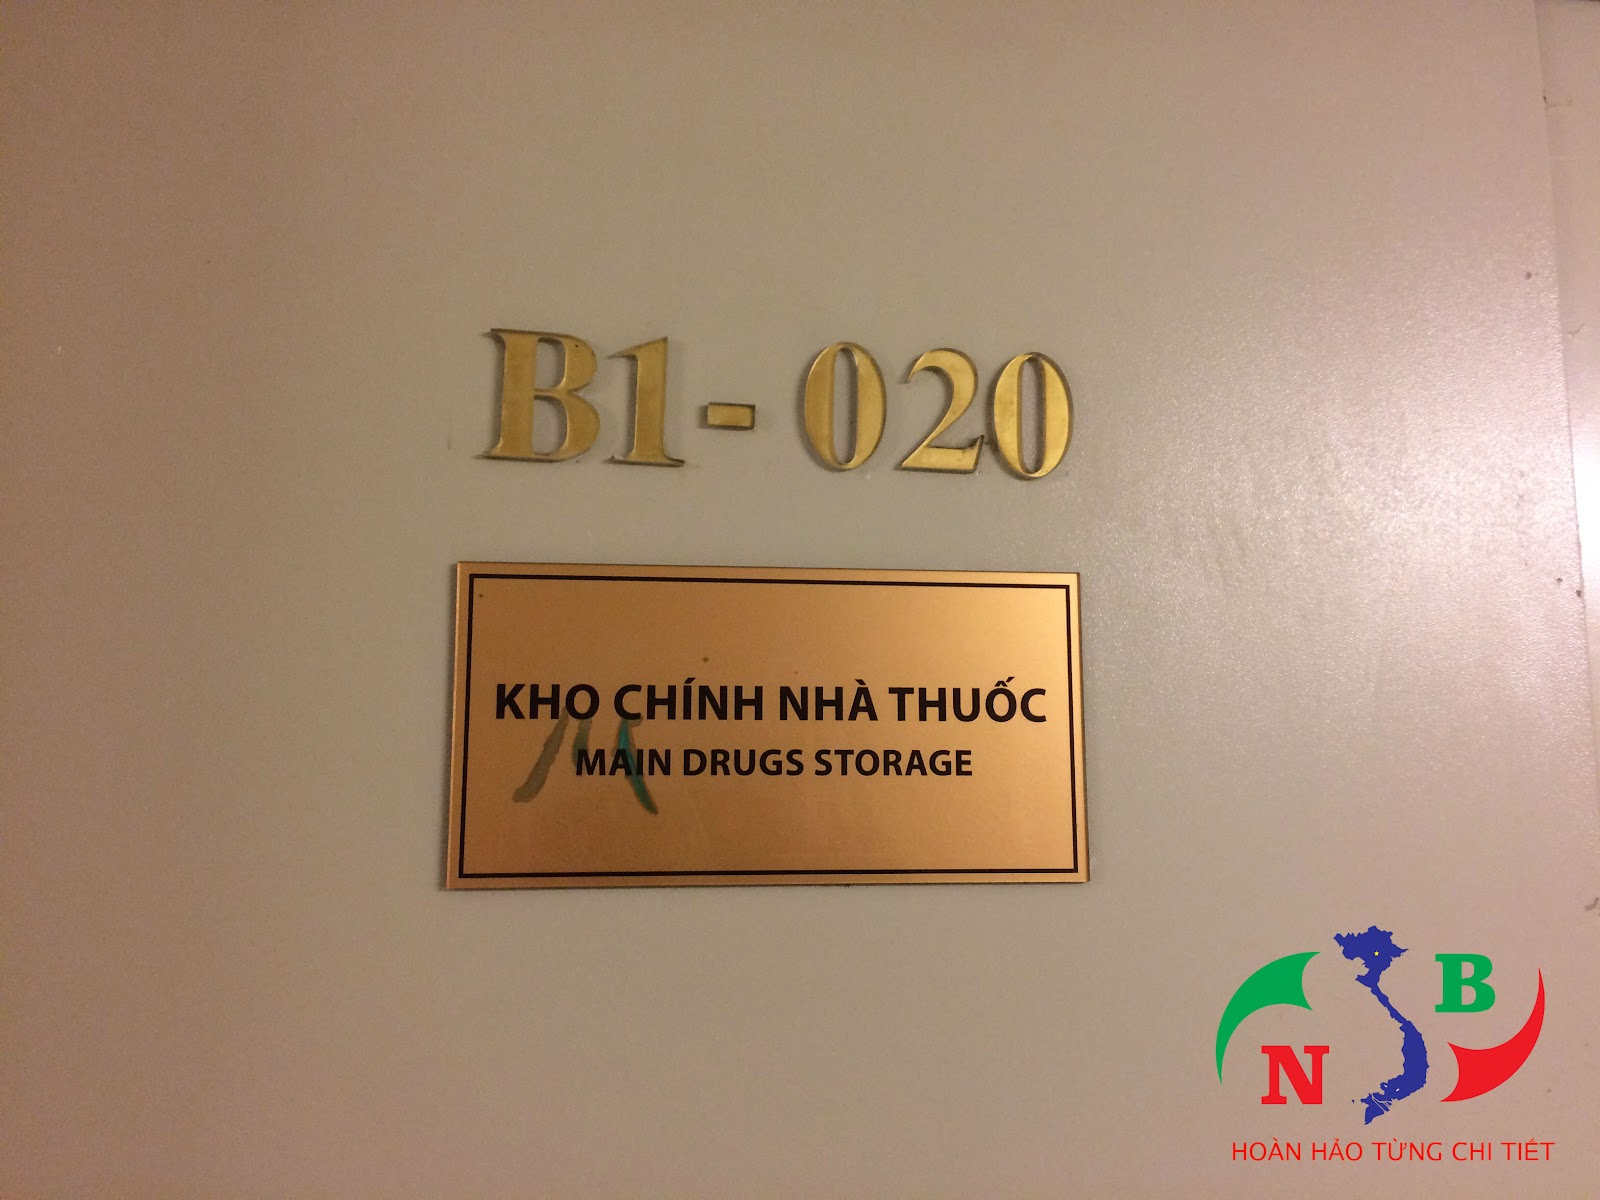 B1-020
KHO CHÍNH NHÀ THUỐC
MAIN DRUGS STORAGE
N B
HOÀN HẢO TỪNG CHI TIẾT